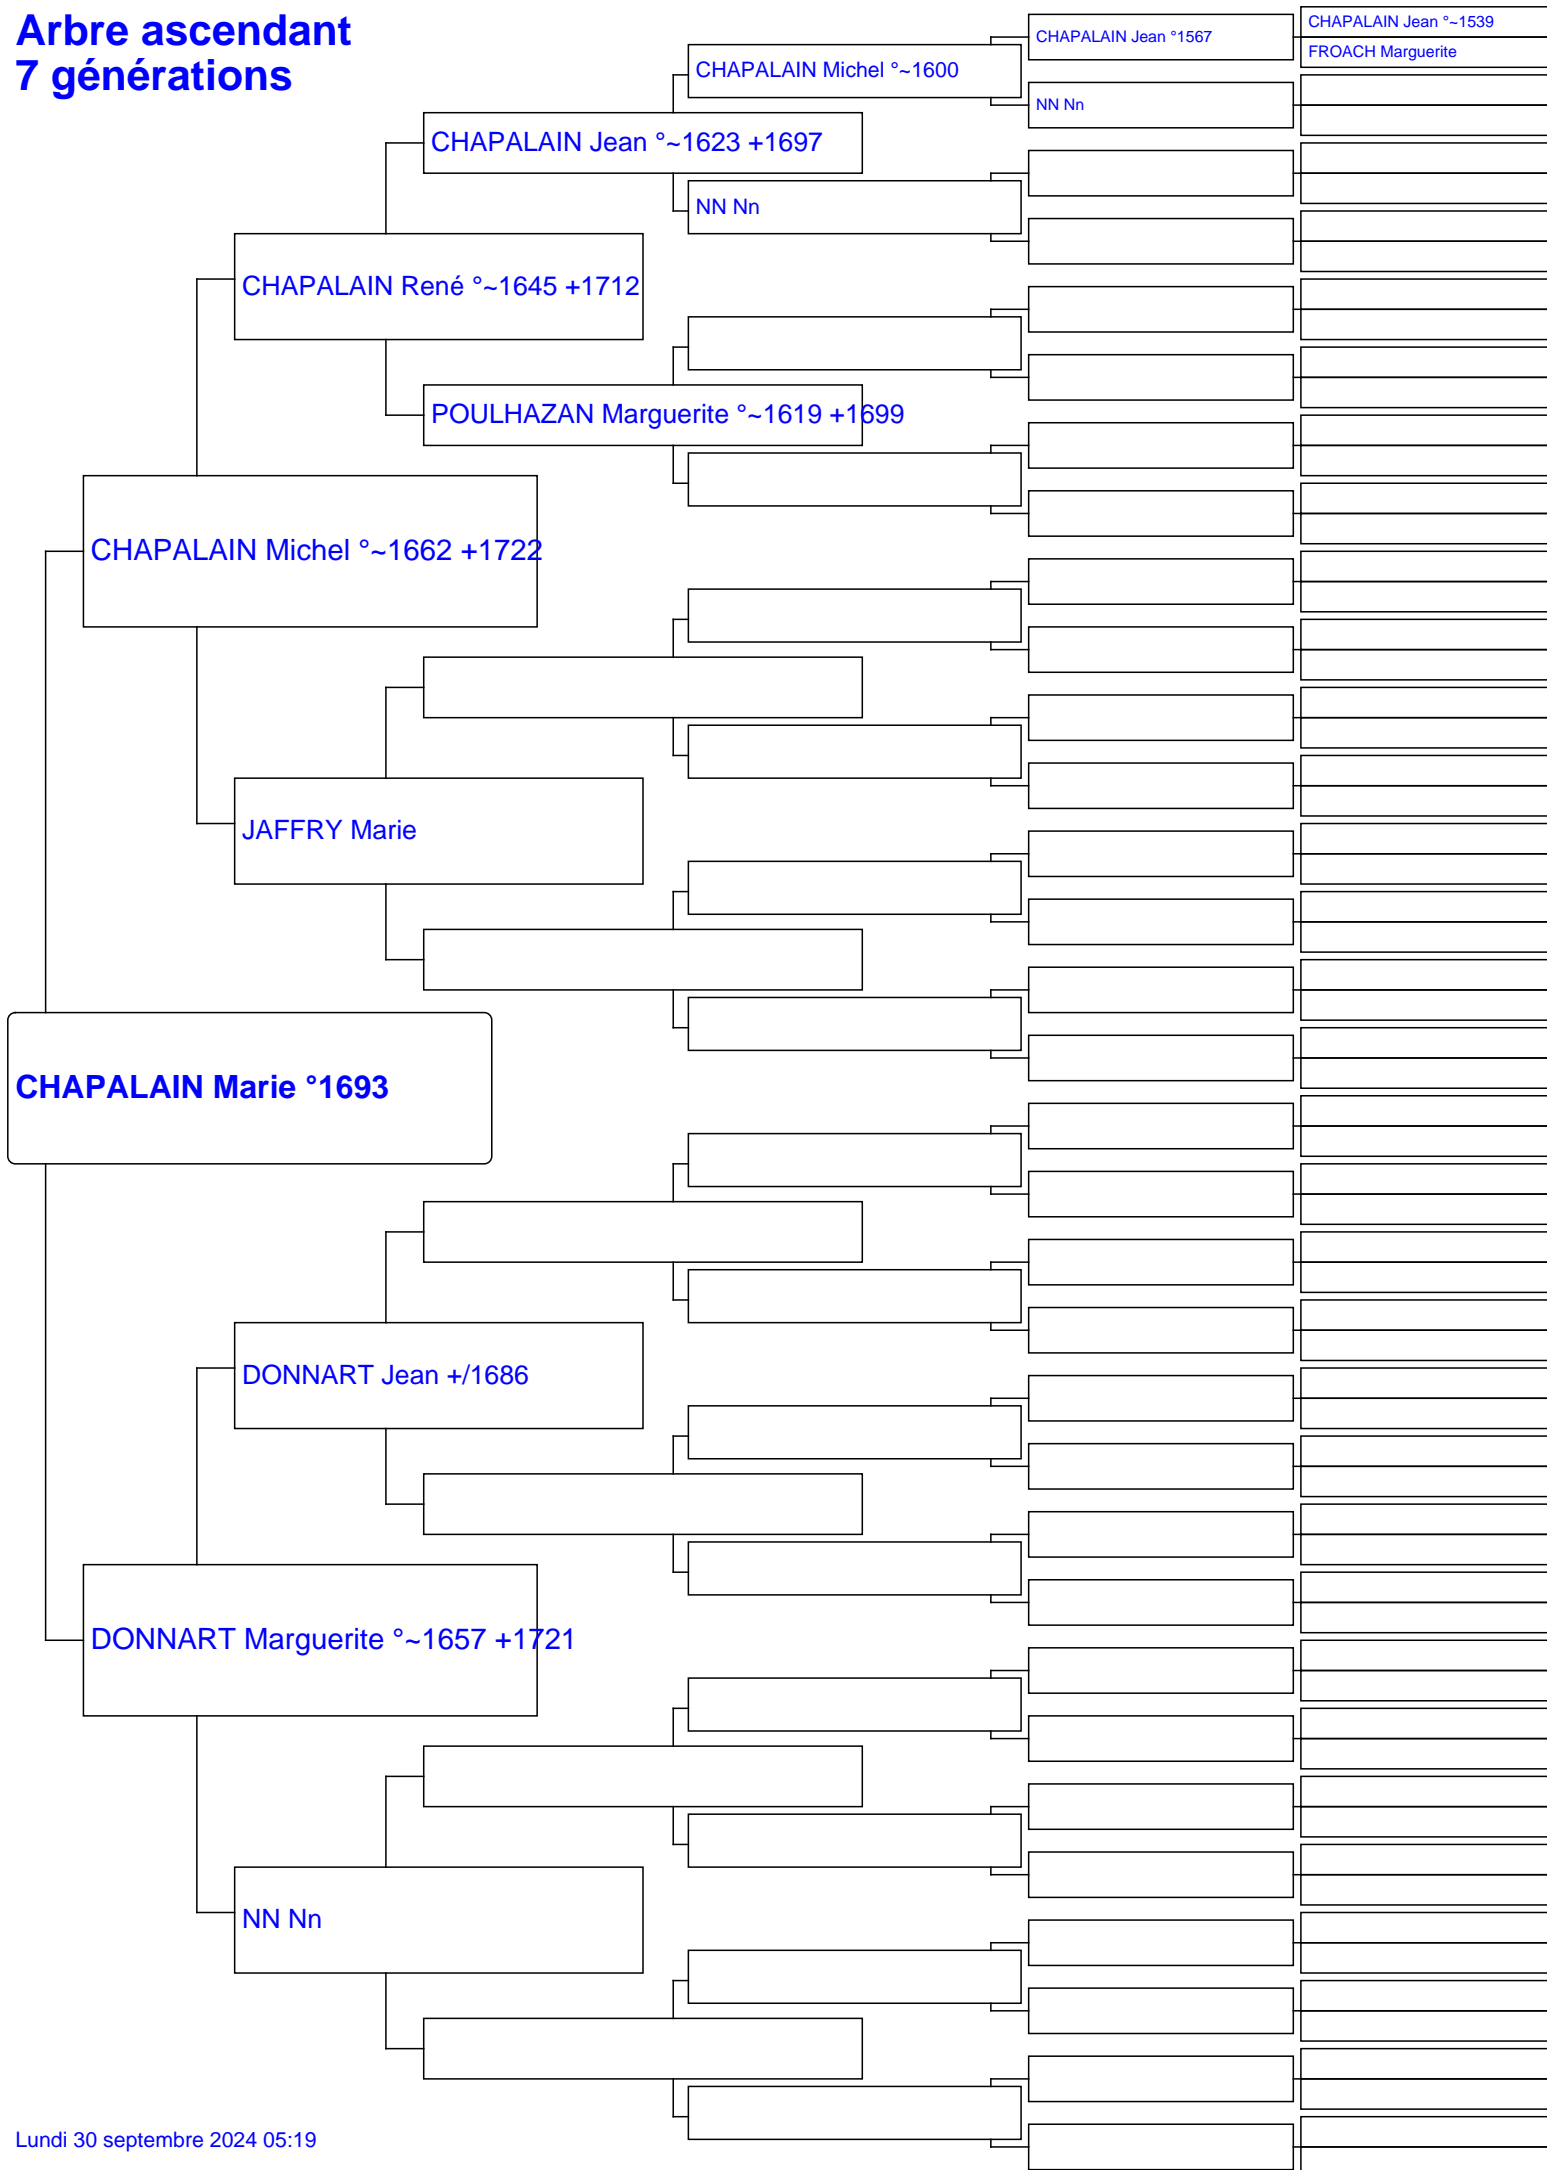 Arbre ascendant
7 générations
CHAPALAIN Jean °~1539
FROACH Marguerite
CHAPALAIN Jean °1567
CHAPALAIN Michel °~1600
NN Nn
CHAPALAIN Jean °~1623 +1697
NN Nn
CHAPALAIN René °~1645 +1712
POULHAZAN Marguerite °~1619 +1699
CHAPALAIN Michel °~1662 +1722
JAFFRY Marie
CHAPALAIN Marie °1693
DONNART Jean +/1686
DONNART Marguerite °~1657 +1721
NN Nn
Lundi 30 septembre 2024 05:19